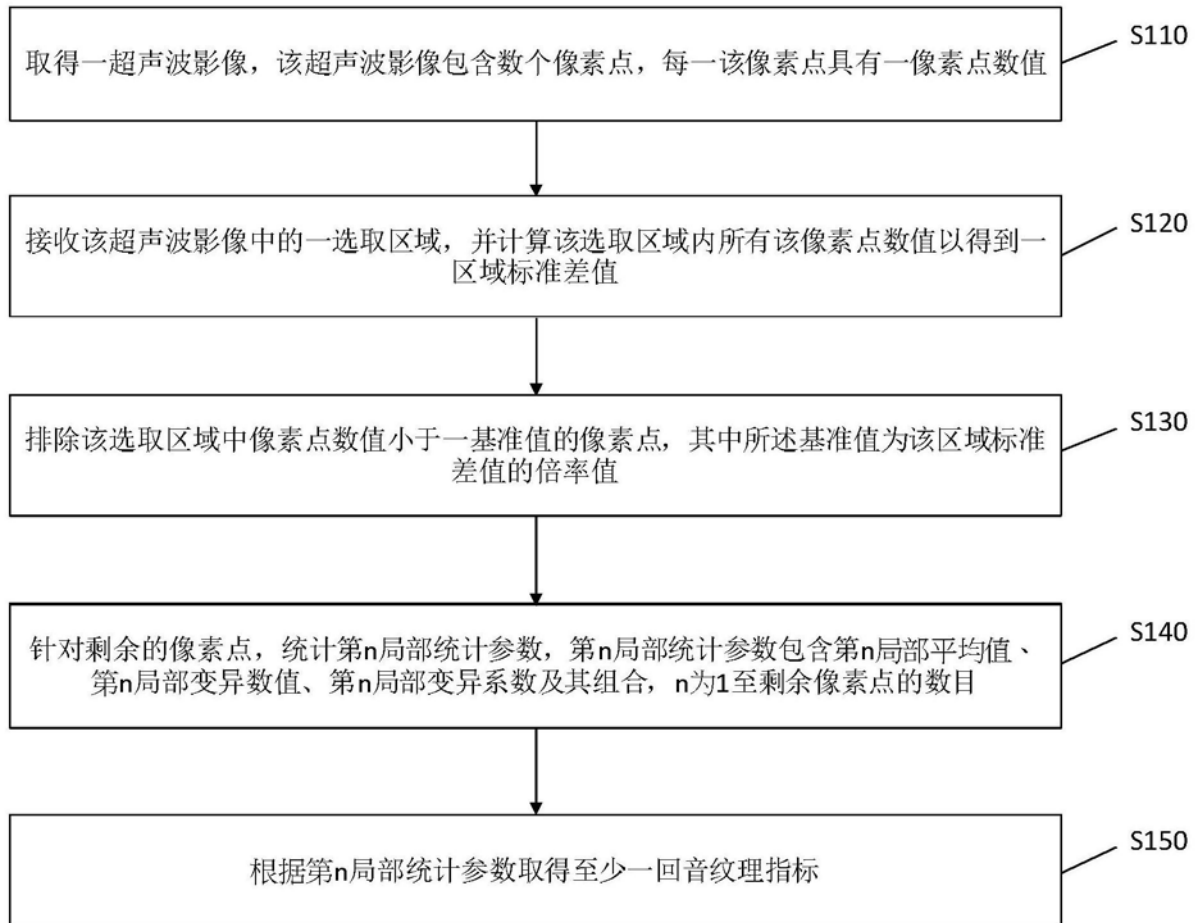 取得一超声波影像，该超声波影像包含数个像素点，每一该像素点具有一像素点数值
S110
接收该超声波影像中的一选取区域，并计算该选取区域内所有该像素点数值以得到一
区域标准差值
S120
排除该选取区域中像素点数值小于一基准值的像素点，其中所述基准值为该区域标准
差值的倍率值
S130
针对剩余的像素点，统计第n局部统计参数，第n局部统计参数包含第n局部平均值、
第n局部变异数值、第n局部变异系数及其组合，n为1至剩余像素点的数目
S140
根据第n局部统计参数取得至少一回音纹理指标
S150